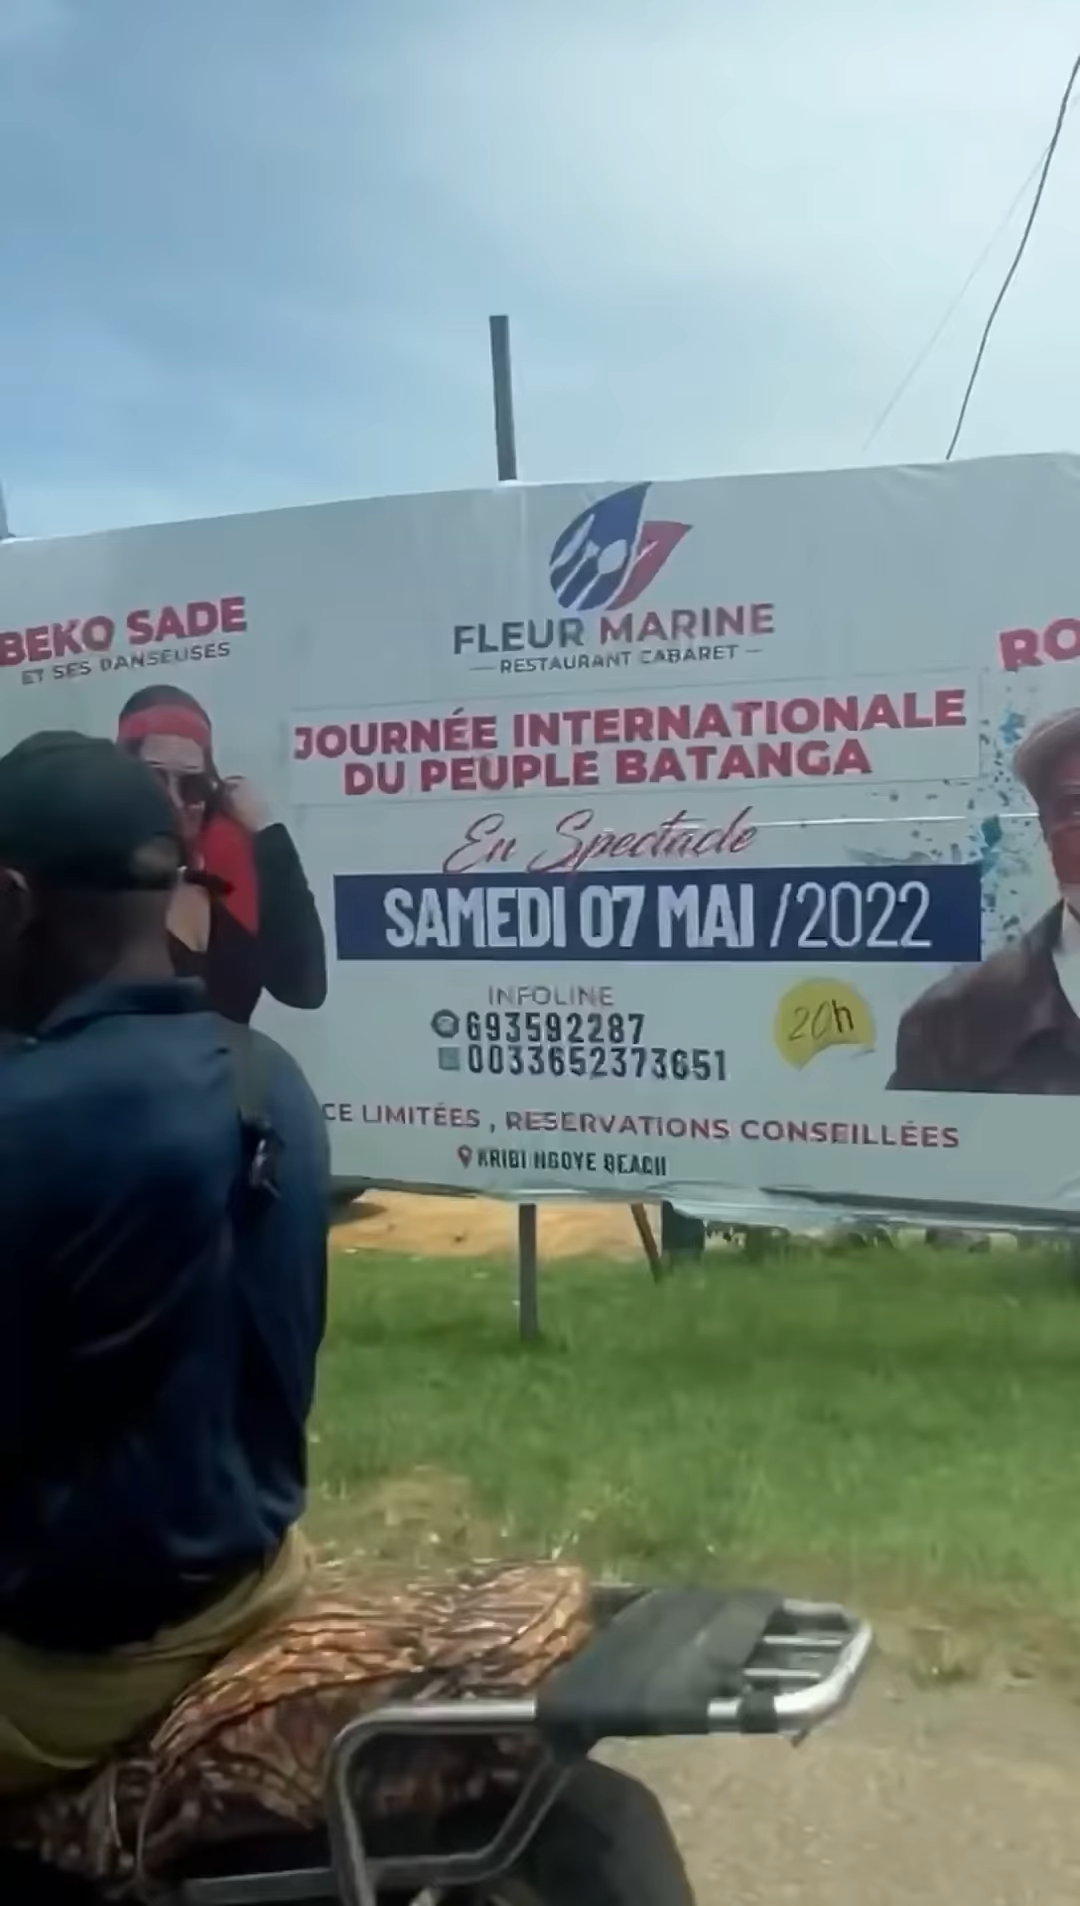 BEKO SADE
ET SES DANSEUSES
FLEUR MARINE
RESTAURANT CABARET
RO
JOURNÉE INTERNATIONALE
DU PEUPLE BATANGA
En Spectacle
SAMEDI 07 MAI /2022
INFOLINE
693592287
0033652373651
20h
CE LIMITÉES , RESERVATIONS CONSEILLÉES
KRIBI NGOYE BEACH